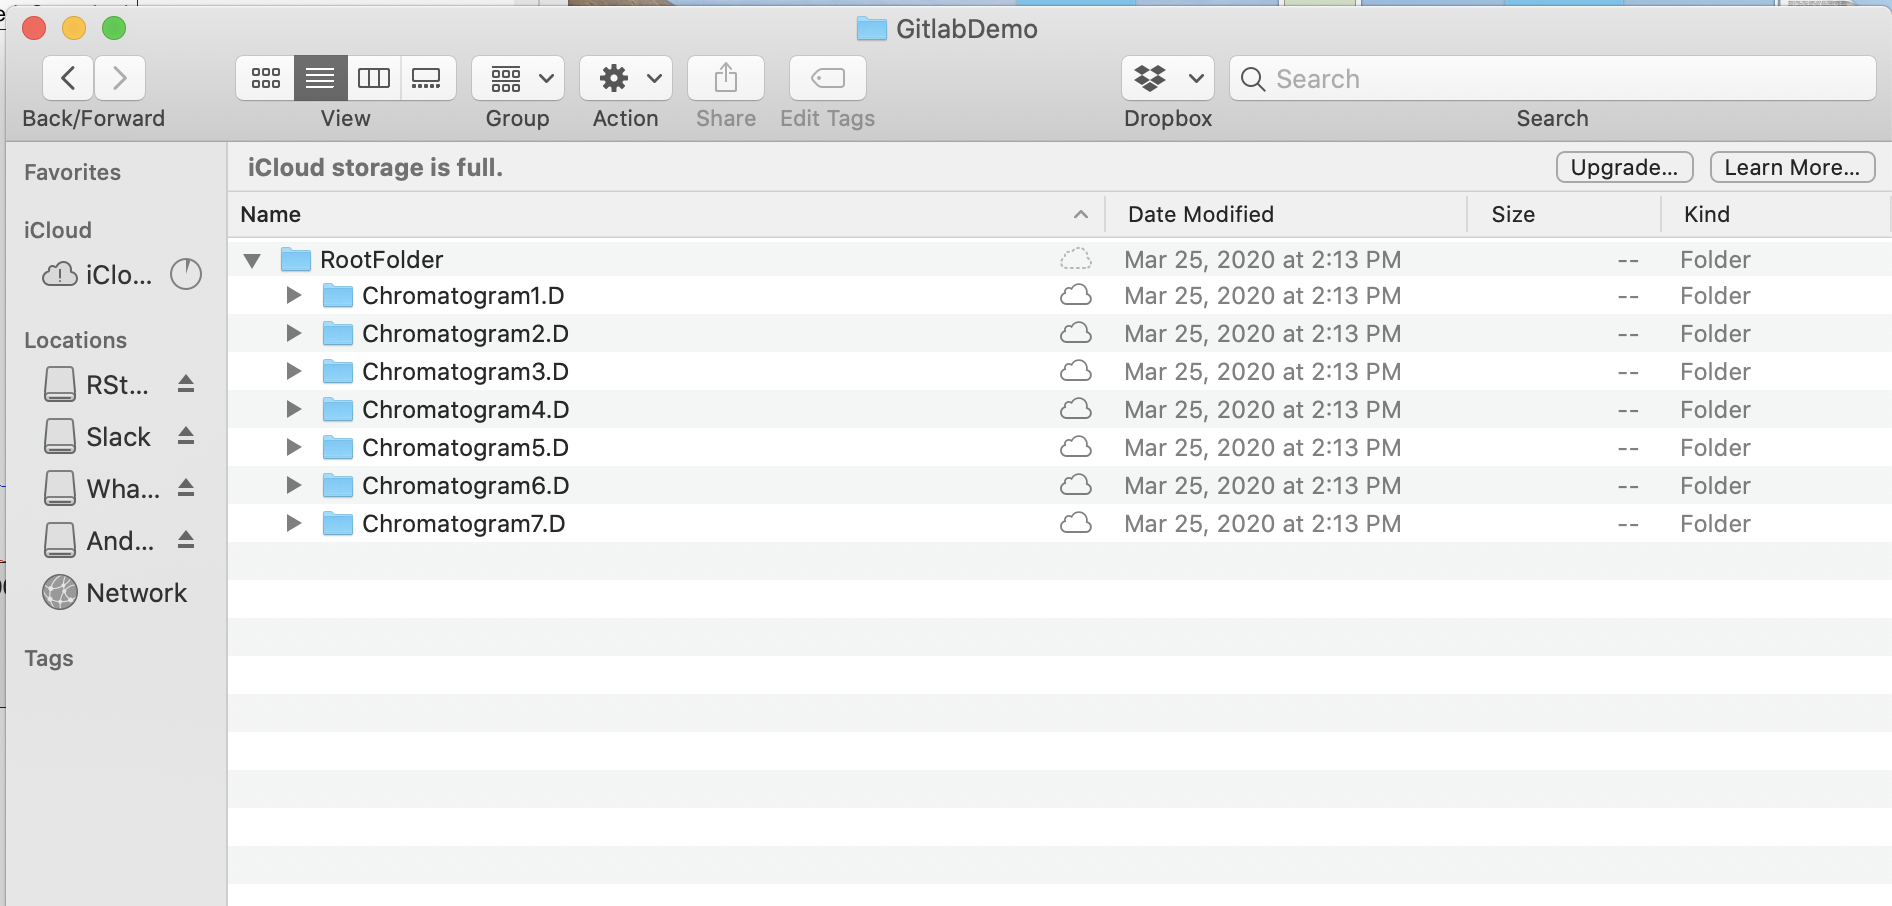 GitlabDemo
Search
Back/Forward View Group Action Share Edit Tags Dropbox Search
Favorites
iCloud
iClo...
Locations
RSt...
Slack
Wha...
And...
Network
Tags
iCloud storage is full. Upgrade... Learn More...
Name Date Modified Size Kind
RootFolder Mar 25, 2020 at 2:13 PM -- Folder
Chromatogram1.D Mar 25, 2020 at 2:13 PM -- Folder
Chromatogram2.D Mar 25, 2020 at 2:13 PM -- Folder
Chromatogram3.D Mar 25, 2020 at 2:13 PM -- Folder
Chromatogram4.D Mar 25, 2020 at 2:13 PM -- Folder
Chromatogram5.D Mar 25, 2020 at 2:13 PM -- Folder
Chromatogram6.D Mar 25, 2020 at 2:13 PM -- Folder
Chromatogram7.D Mar 25, 2020 at 2:13 PM -- Folder